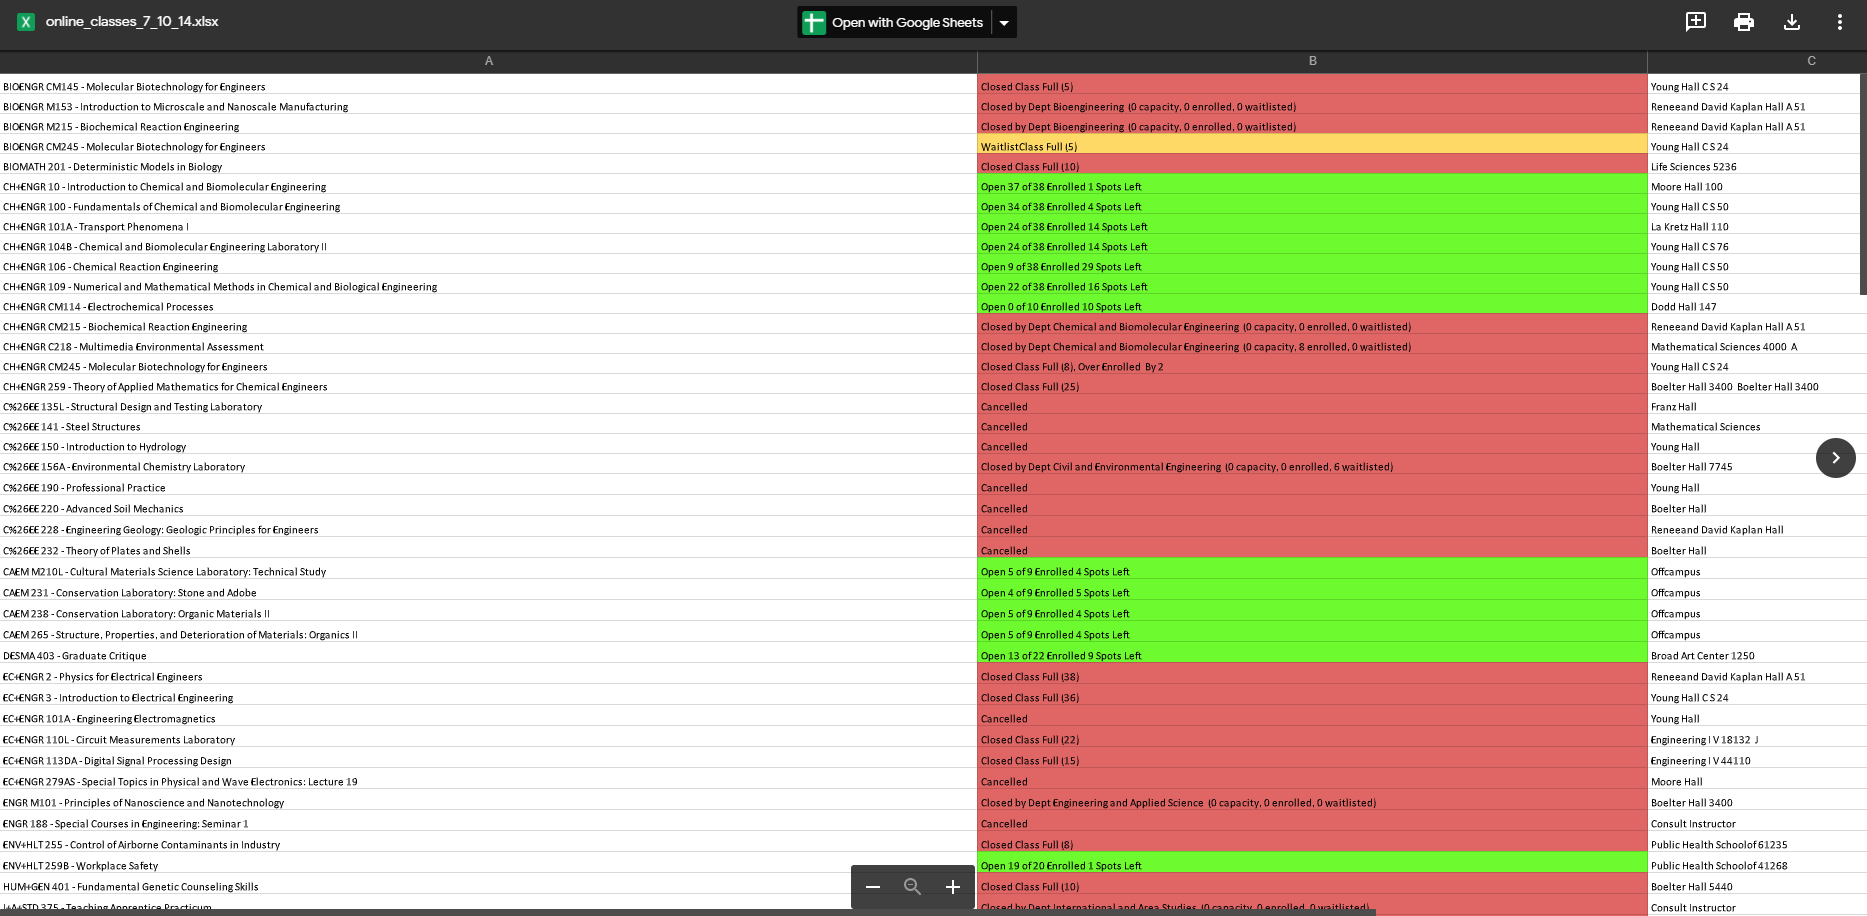 online_classes_7_10_14.xlsx
Open with Google Sheets
A B C
BIOENGR CM145 - Molecular Biotechnology for Engineers Closed Class Full (5) Young Hall C S 24
BIOENGR M153 - Introduction to Microscale and Nanoscale Manufacturing Closed by Dept Bioengineering (0 capacity, 0 enrolled, 0 waitlisted) Reneeand David Kaplan Hall A 51
BIOENGR M215 - Biochemical Reaction Engineering Closed by Dept Bioengineering (0 capacity, 0 enrolled, 0 waitlisted) Reneeand David Kaplan Hall A 51
BIOENGR CM245 - Molecular Biotechnology for Engineers WaitlistClass Full (5) Young Hall C S 24
BIOMATH 201 - Deterministic Models in Biology Closed Class Full (10) Life Sciences 5236
CH+ENGR 10 - Introduction to Chemical and Biomolecular Engineering Open 37 of 38 Enrolled 1 Spots Left Moore Hall 100
CH+ENGR 100 - Fundamentals of Chemical and Biomolecular Engineering Open 34 of 38 Enrolled 4 Spots Left Young Hall C S 50
CH+ENGR 101A - Transport Phenomena I Open 24 of 38 Enrolled 14 Spots Left La Kretz Hall 110
CH+ENGR 104B - Chemical and Biomolecular Engineering Laboratory II Open 24 of 38 Enrolled 14 Spots Left Young Hall C S 76
CH+ENGR 106 - Chemical Reaction Engineering Open 9 of 38 Enrolled 29 Spots Left Young Hall C S 50
CH+ENGR 109 - Numerical and Mathematical Methods in Chemical and Biological Engineering Open 22 of 38 Enrolled 16 Spots Left Young Hall C S 50
CH+ENGR CM114 - Electrochemical Processes Open 0 of 10 Enrolled 10 Spots Left Dodd Hall 147
CH+ENGR CM215 - Biochemical Reaction Engineering Closed by Dept Chemical and Biomolecular Engineering (0 capacity, 0 enrolled, 0 waitlisted) Reneeand David Kaplan Hall A 51
CH+ENGR C218 - Multimedia Environmental Assessment Closed by Dept Chemical and Biomolecular Engineering (0 capacity, 8 enrolled, 0 waitlisted) Mathematical Sciences 4000 A
CH+ENGR CM245 - Molecular Biotechnology for Engineers Closed Class Full (8), Over Enrolled By 2 Young Hall C S 24
CH+ENGR 259 - Theory of Applied Mathematics for Chemical Engineers Closed Class Full (25) Boelter Hall 3400 Boelter Hall 3400
C%26EE 135L - Structural Design and Testing Laboratory Cancelled Franz Hall
C%26EE 141 - Steel Structures Cancelled Mathematical Sciences
C%26EE 150 - Introduction to Hydrology Cancelled Young Hall
C%26EE 156A - Environmental Chemistry Laboratory Closed by Dept Civil and Environmental Engineering (0 capacity, 0 enrolled, 6 waitlisted) Boelter Hall 7745
C%26EE 190 - Professional Practice Cancelled Young Hall
C%26EE 220 - Advanced Soil Mechanics Cancelled Boelter Hall
C%26EE 228 - Engineering Geology: Geologic Principles for Engineers Cancelled Reneeand David Kaplan Hall
C%26EE 232 - Theory of Plates and Shells Cancelled Boelter Hall
CAEM M210L - Cultural Materials Science Laboratory: Technical Study Open 5 of 9 Enrolled 4 Spots Left Offcampus
CAEM 231 - Conservation Laboratory: Stone and Adobe Open 4 of 9 Enrolled 5 Spots Left Offcampus
CAEM 238 - Conservation Laboratory: Organic Materials II Open 5 of 9 Enrolled 4 Spots Left Offcampus
CAEM 265 - Structure, Properties, and Deterioration of Materials: Organics II Open 5 of 9 Enrolled 4 Spots Left Offcampus
DESMA 403 - Graduate Critique Open 13 of 22 Enrolled 9 Spots Left Broad Art Center 1250
EC+ENGR 2 - Physics for Electrical Engineers Closed Class Full (38) Reneeand David Kaplan Hall A 51
EC+ENGR 3 - Introduction to Electrical Engineering Closed Class Full (36) Young Hall C S 24
EC+ENGR 101A - Engineering Electromagnetics Cancelled Young Hall
EC+ENGR 110L - Circuit Measurements Laboratory Closed Class Full (22) Engineering I V 18132 J
EC+ENGR 113DA - Digital Signal Processing Design Closed Class Full (15) Engineering I V 44110
EC+ENGR 279AS - Special Topics in Physical and Wave Electronics: Lecture 19 Cancelled Moore Hall
ENGR M101 - Principles of Nanoscience and Nanotechnology Closed by Dept Engineering and Applied Science (0 capacity, 0 enrolled, 0 waitlisted) Boelter Hall 3400
ENGR 188 - Special Courses in Engineering: Seminar 1 Cancelled Consult Instructor
ENV+HLT 255 - Control of Airborne Contaminants in Industry Closed Class Full (8) Public Health Schoolof 61235
ENV+HLT 259B - Workplace Safety Open 19 of 20 Enrolled 1 Spots Left Public Health Schoolof 41268
HUM+GEN 401 - Fundamental Genetic Counseling Skills Closed Class Full (10) Boelter Hall 5440
I+A+STD 375 - Teaching Apprentice Practicum Closed by Dept International and Area Studies (0 capacity, 0 enrolled, 0 waitlisted) Consult Instructor